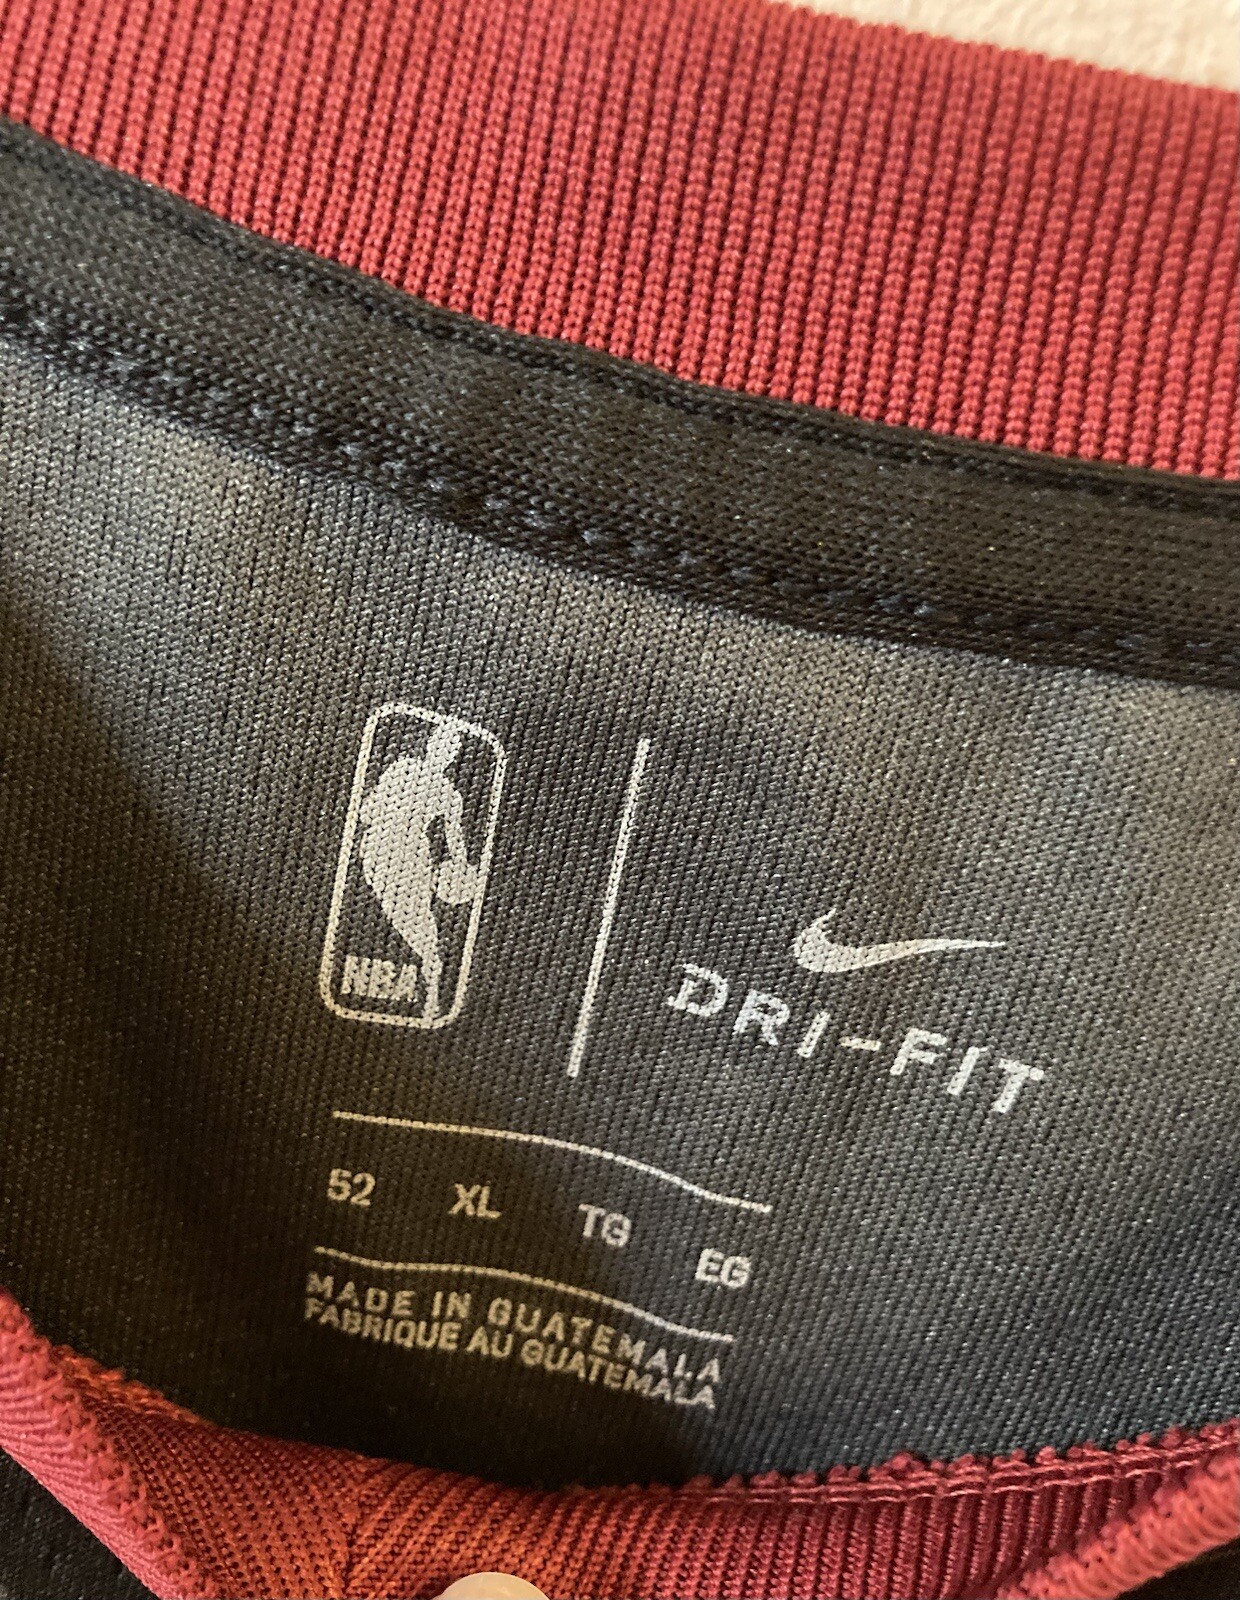 NBA
DRI-FIT
52 XL TG EG
MADE IN GUATEMALA
FABRIQUE AU GUATEMALA